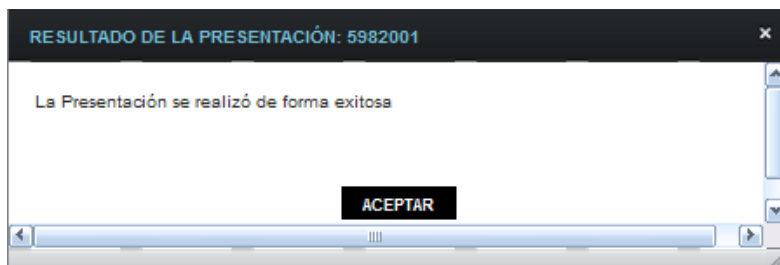 RESULTADO DE LA PRESENTACIÓN: 5982001
La Presentación se realizó de forma exitosa
ACEPTAR